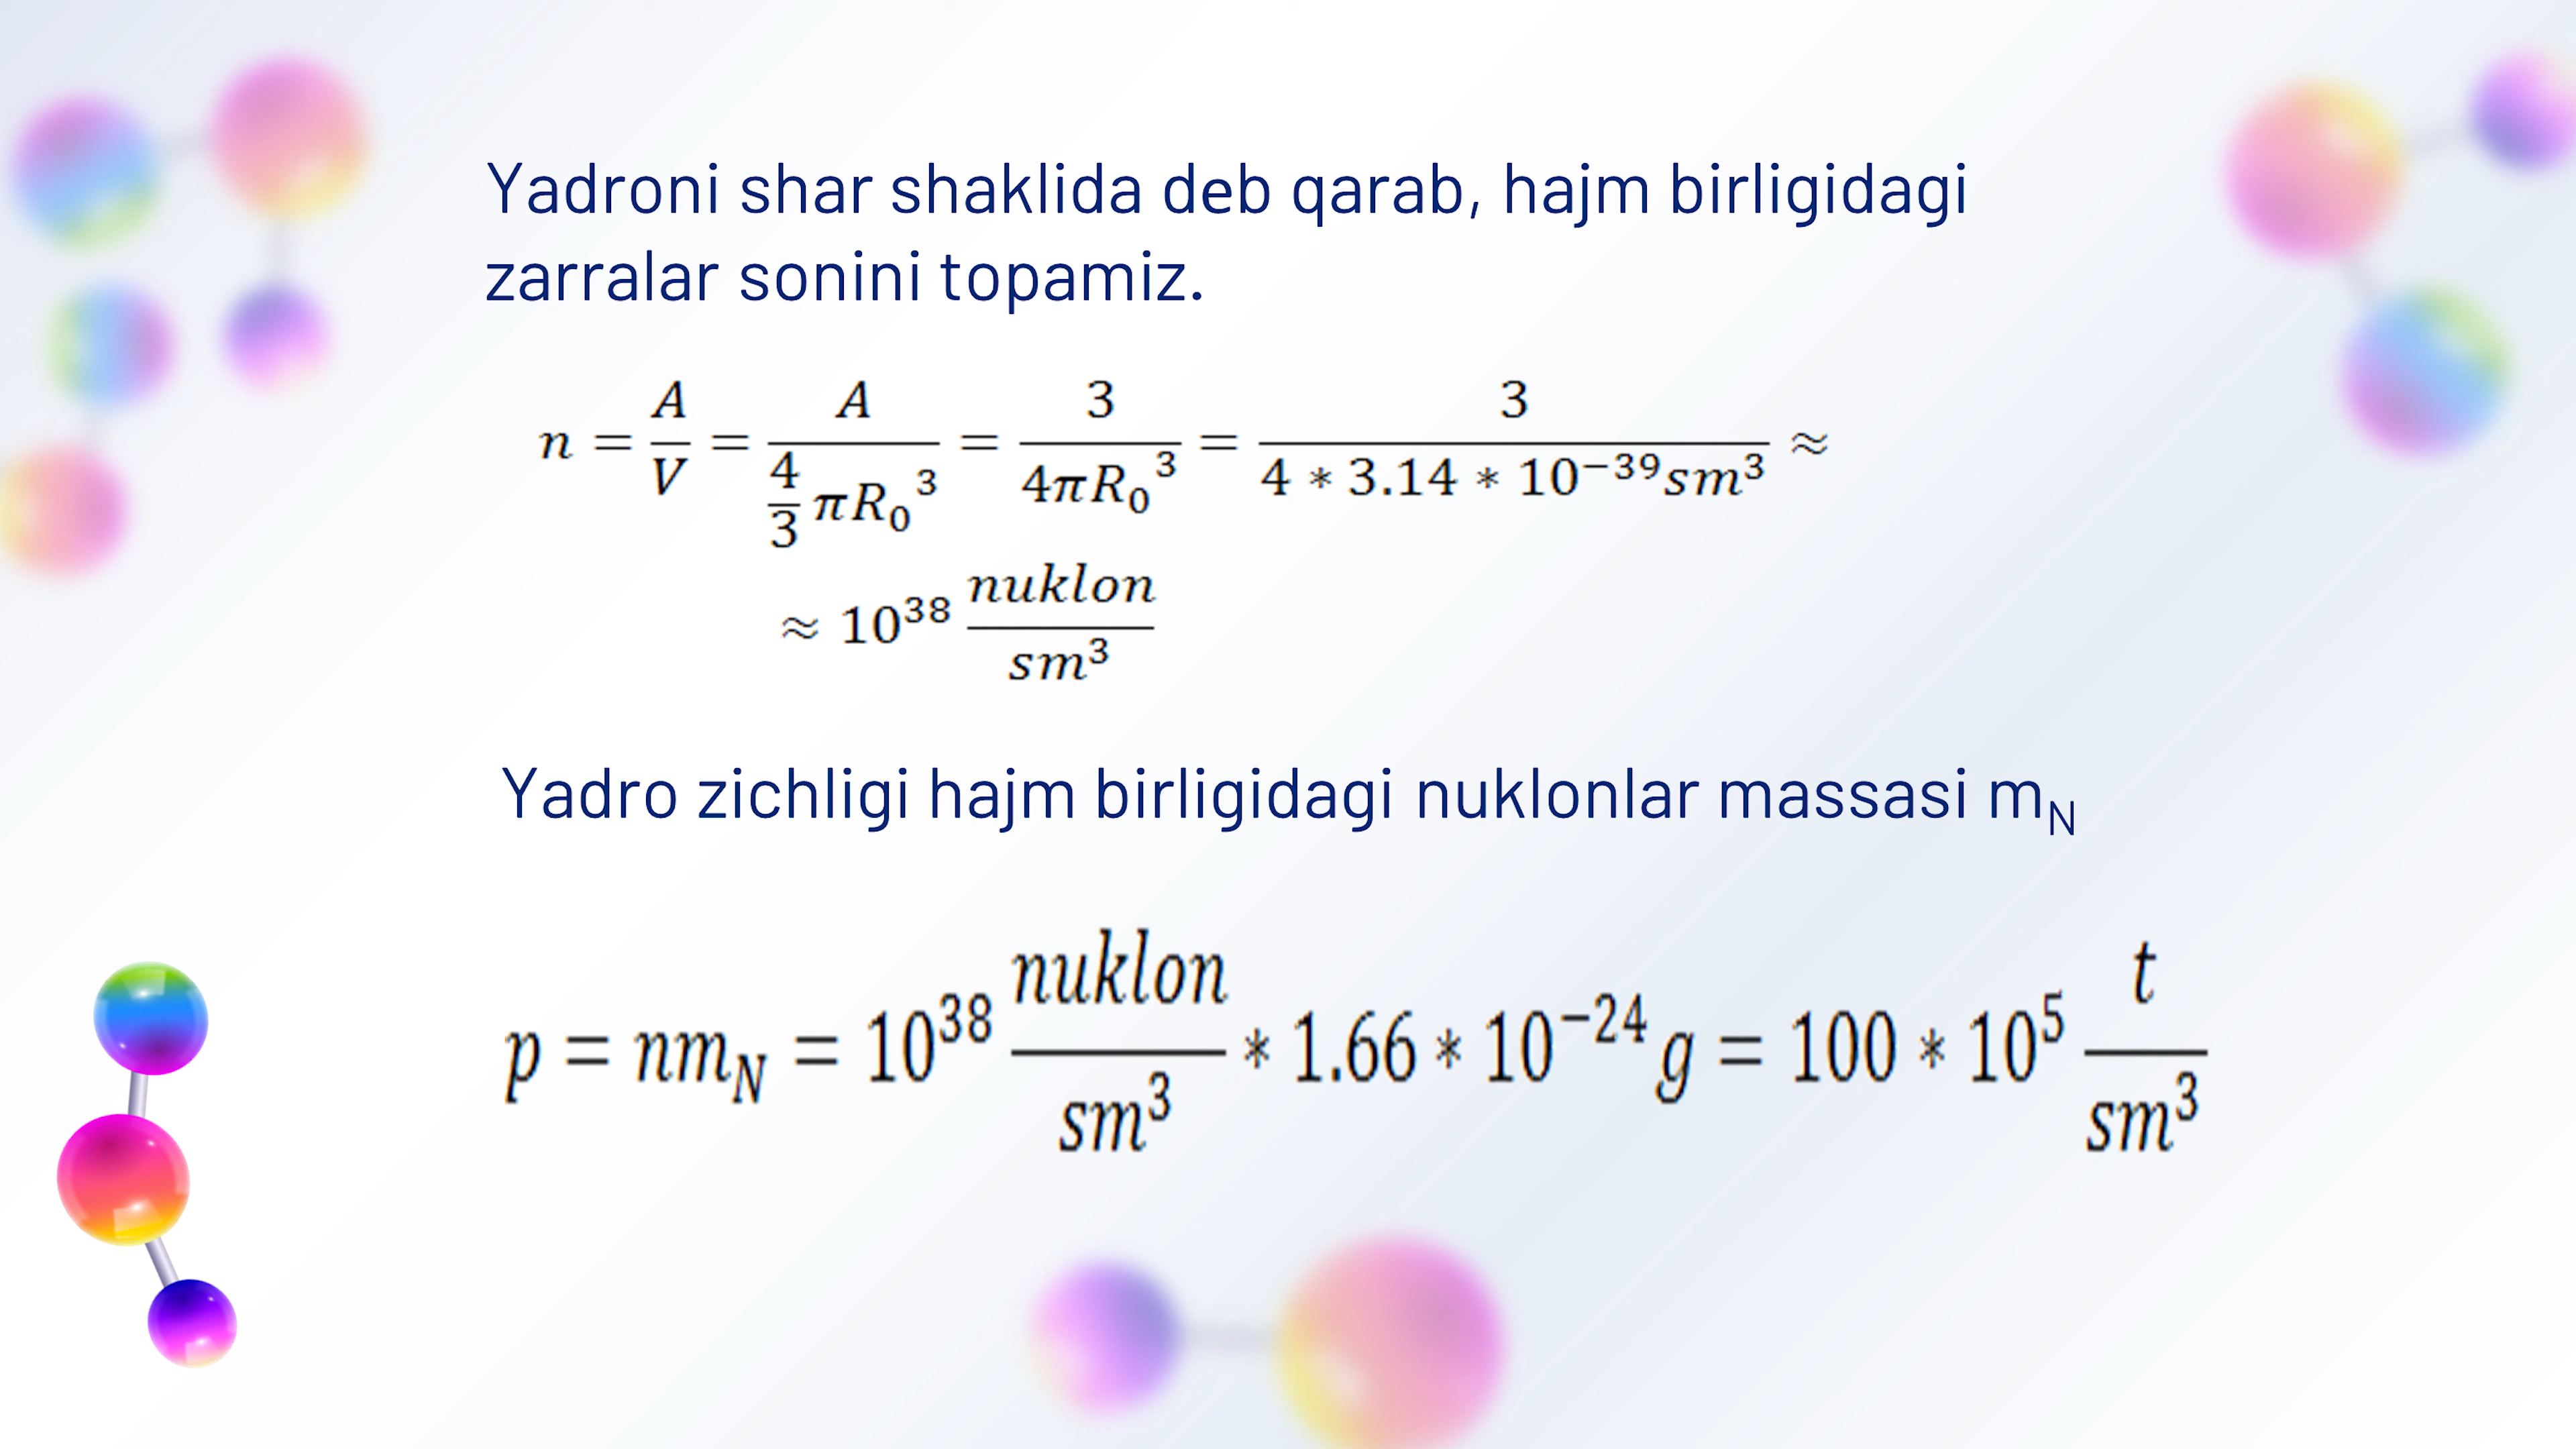 Yadroni shar shaklida deb qarab, hajm birligidagi
zarralar sonini topamiz.
n = A/V = A/(4/3 πR₀³) = 3/(4πR₀³) = 3/(4 * 3.14 * 10⁻³⁹sm³) ≈
≈ 10³⁸ nuklon/sm³
Yadro zichligi hajm birligidagi nuklonlar massasi m_N
p = nm_N = 10³⁸ nuklon/sm³ * 1.66 * 10⁻²⁴g = 100 * 10⁵ t/sm³